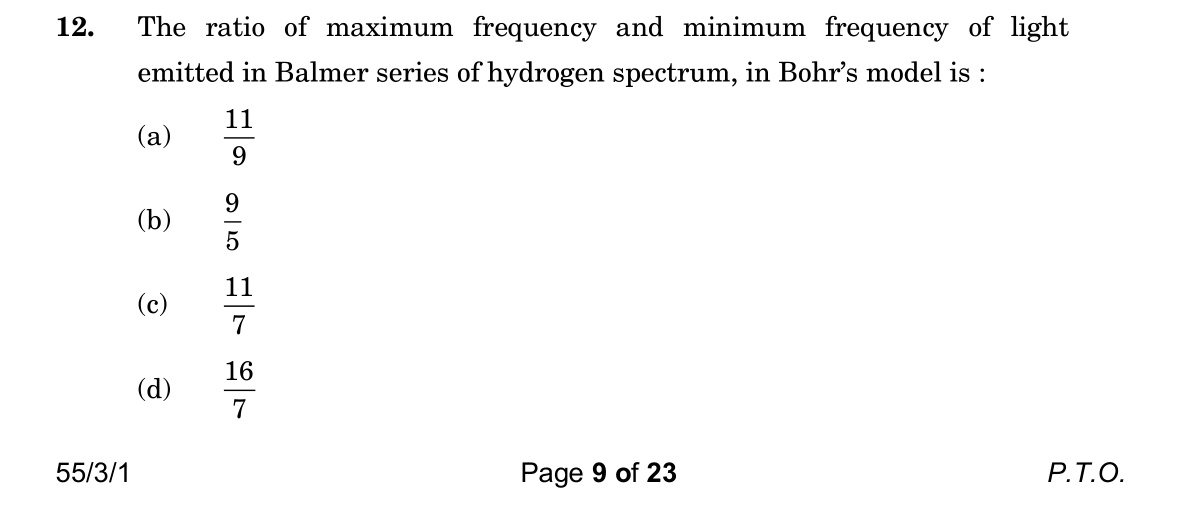 12. The ratio of maximum frequency and minimum frequency of light
emitted in Balmer series of hydrogen spectrum, in Bohr’s model is :
(a) 11/9
(b) 9/5
(c) 11/7
(d) 16/7
55/3/1 Page 9 of 23 P.T.O.